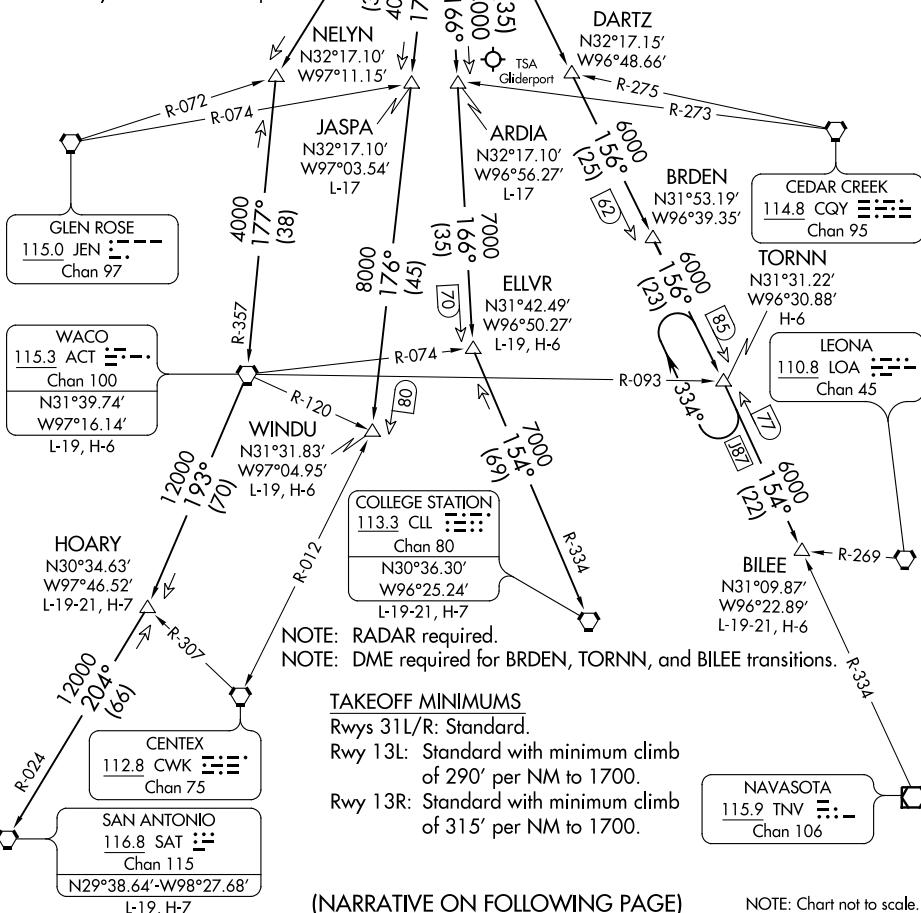 DARTZ
N32°17.15'
W96°48.66'
NELYN
N32°17.10'
W97°11.15'
166°
TSA
Gliderport
R-072
R-074
R-275
R-273
JASPA
N32°17.10'
W97°03.54'
L-17
ARDIA
N32°17.10'
W96°56.27'
L-17
6000
156°
(25)
62
BRDEN
N31°53.19'
W96°39.35'
CEDAR CREEK
114.8 CQY
Chan 95
GLEN ROSE
115.0 JEN
Chan 97
4000
177°
(38)
R-357
8000
176°
(45)
7000
166°
(35)
70
ELLVR
N31°42.49'
W96°50.27'
L-19, H-6
6000
156°
(23)
85
TORNN
N31°31.22'
W96°30.88'
H-6
LEONA
110.8 LOA
Chan 45
WACO
115.3 ACT
Chan 100
N31°39.74'
W97°16.14'
L-19, H-6
R-074
R-093
R-120
80
334°
77
J87
WINDU
N31°31.83'
W97°04.95'
L-19, H-6
12000
193°
(70)
7000
154°
(69)
R-334
6000
154°
(22)
COLLEGE STATION
113.3 CLL
Chan 80
N30°36.30'
W96°25.24'
L-19-21, H-7
HOARY
N30°34.63'
W97°46.52'
L-19-21, H-7
R-012
R-307
BILEE
N31°09.87'
W96°22.89'
L-19-21, H-6
R-269
R-334
NOTE: RADAR required.
NOTE: DME required for BRDEN, TORNN, and BILEE transitions.
12000
204°
(66)
R-024
TAKEOFF MINIMUMS
Rwys 31L/R: Standard.
Rwy 13L: Standard with minimum climb
of 290' per NM to 1700.
Rwy 13R: Standard with minimum climb
of 315' per NM to 1700.
CENTEX
112.8 CWK
Chan 75
NAVASOTA
115.9 TNV
Chan 106
SAN ANTONIO
116.8 SAT
Chan 115
N29°38.64'-W98°27.68'
L-19, H-7
(NARRATIVE ON FOLLOWING PAGE)
NOTE: Chart not to scale.